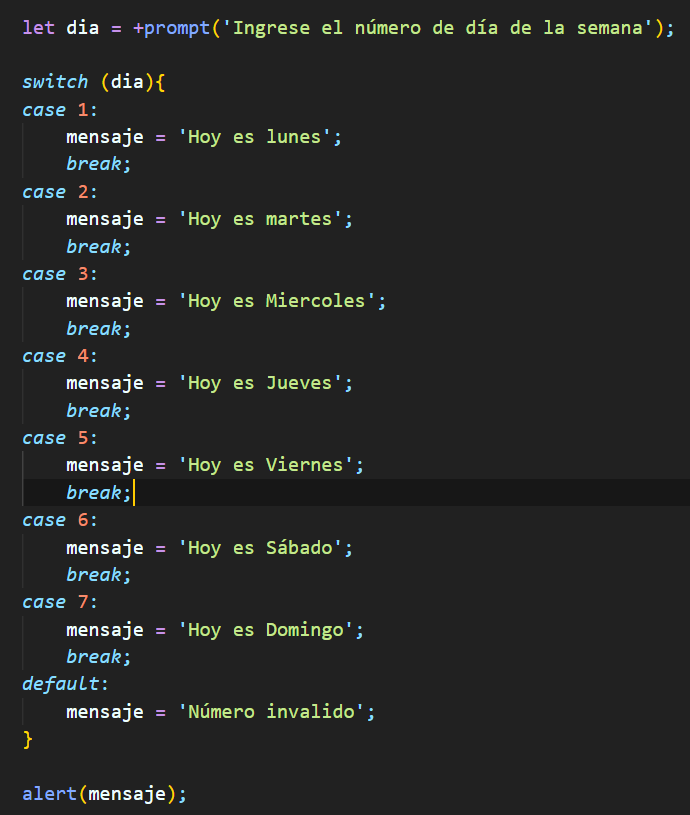 let dia = +prompt('Ingrese el número de día de la semana');
switch (dia){
case 1:
mensaje = 'Hoy es lunes';
break;
case 2:
mensaje = 'Hoy es martes';
break;
case 3:
mensaje = 'Hoy es Miercoles';
break;
case 4:
mensaje = 'Hoy es Jueves';
break;
case 5:
mensaje = 'Hoy es Viernes';
break;
case 6:
mensaje = 'Hoy es Sábado';
break;
case 7:
mensaje = 'Hoy es Domingo';
break;
default:
mensaje = 'Número invalido';
}
alert(mensaje);